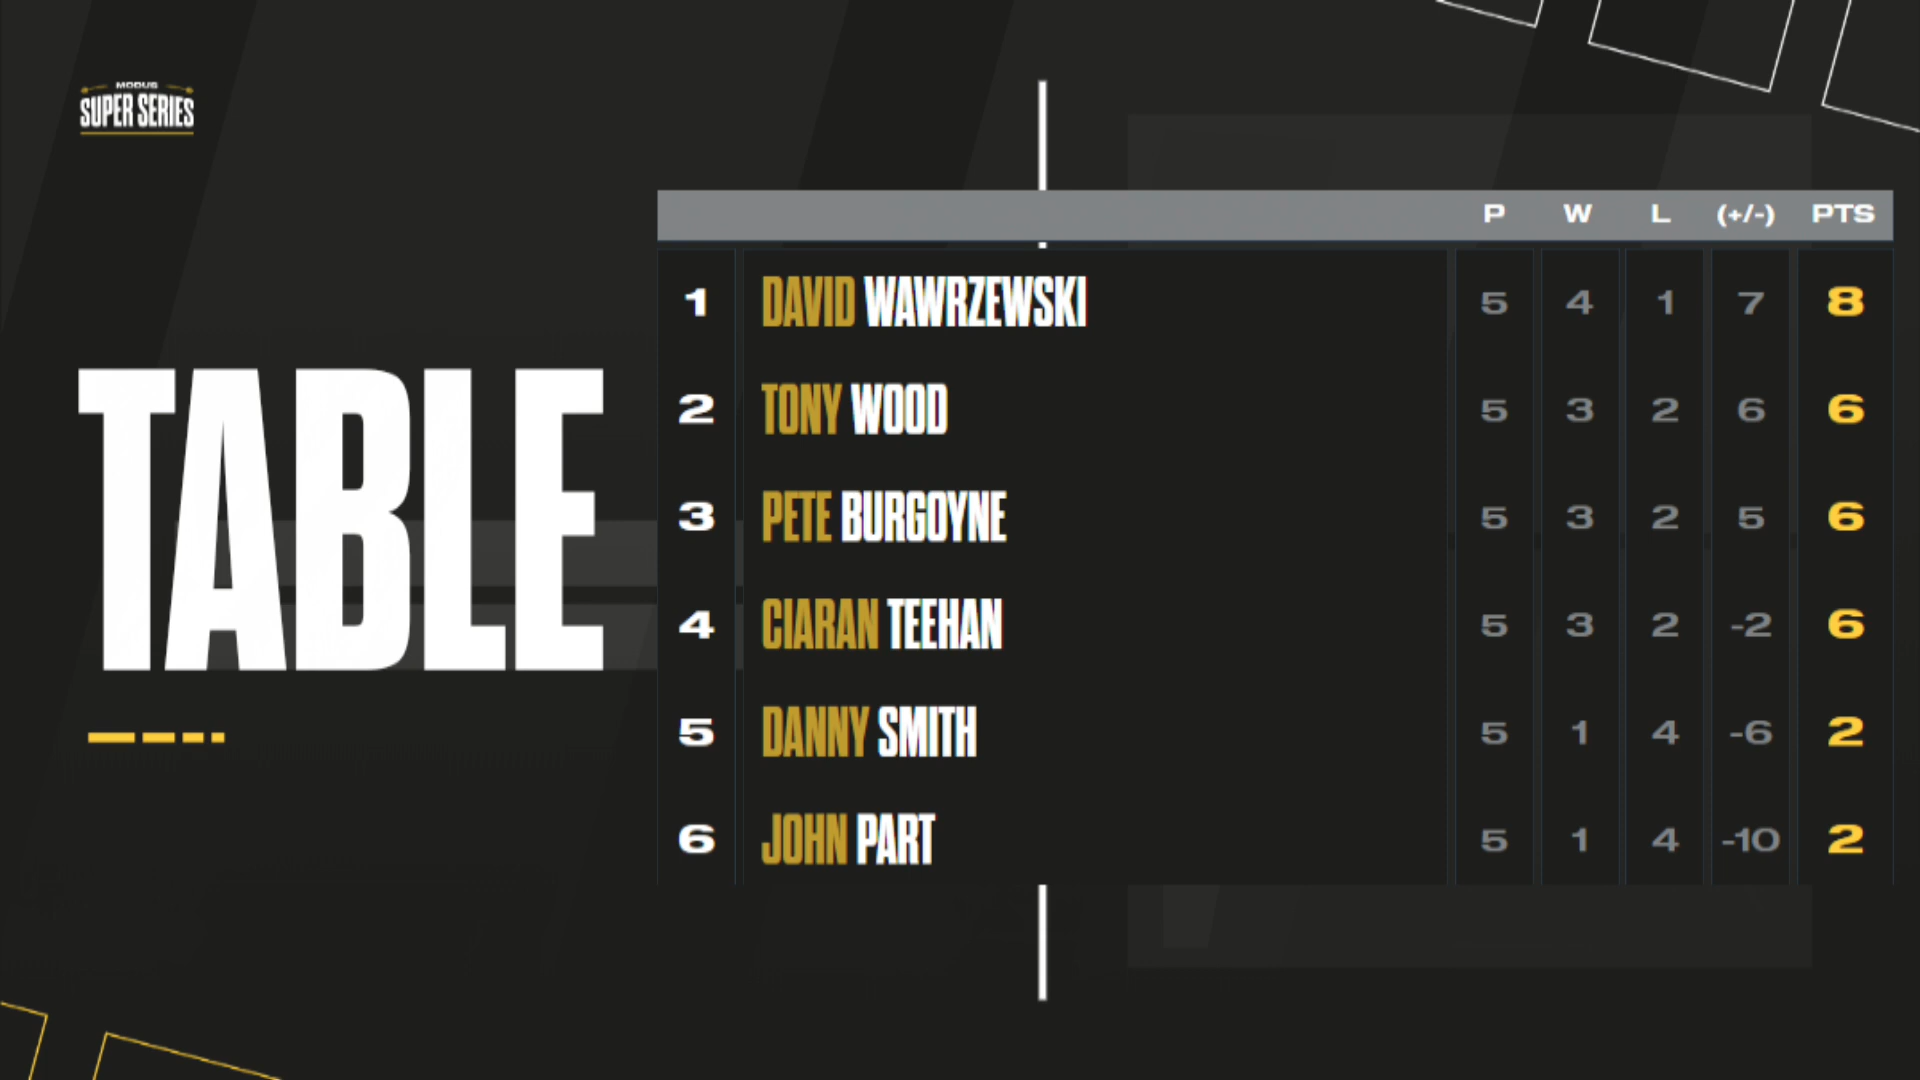 MODUS
SUPER SERIES
TABLE
P W L (+/-) PTS
1 DAVID WAWRZEWSKI 5 4 1 7 8
2 TONY WOOD 5 3 2 6 6
3 PETE BURGOYNE 5 3 2 5 6
4 CIARAN TEEHAN 5 3 2 -2 6
5 DANNY SMITH 5 1 4 -6 2
6 JOHN PART 5 1 4 -10 2